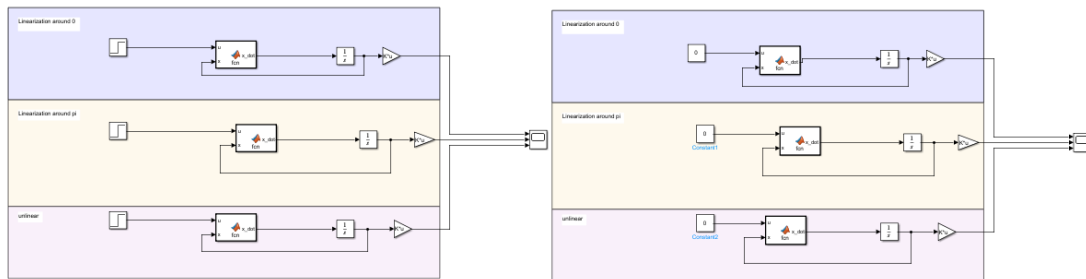 Linearization around 0
u
x
x_dot
fcn
1
s
K*u
Linearization around pi
u
x
x_dot
fcn
1
s
K*u
unlinear
u
x
x_dot
fcn
1
s
K*u
Linearization around 0
0
u
x
x_dot
fcn
1
s
K*u
Linearization around pi
0
Constant1
u
x
x_dot
fcn
1
s
K*u
unlinear
0
Constant2
u
x
x_dot
fcn
1
s
K*u